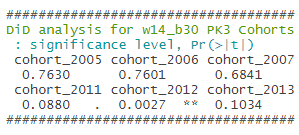 ####################################
DiD analysis for w14_b30 PK3 Cohorts
: significance level, Pr(>|t|)
cohort_2005 cohort_2006 cohort_2007
0.7630 0.7601 0.6841
cohort_2011 cohort_2012 cohort_2013
0.0880 . 0.0027 ** 0.1034
####################################